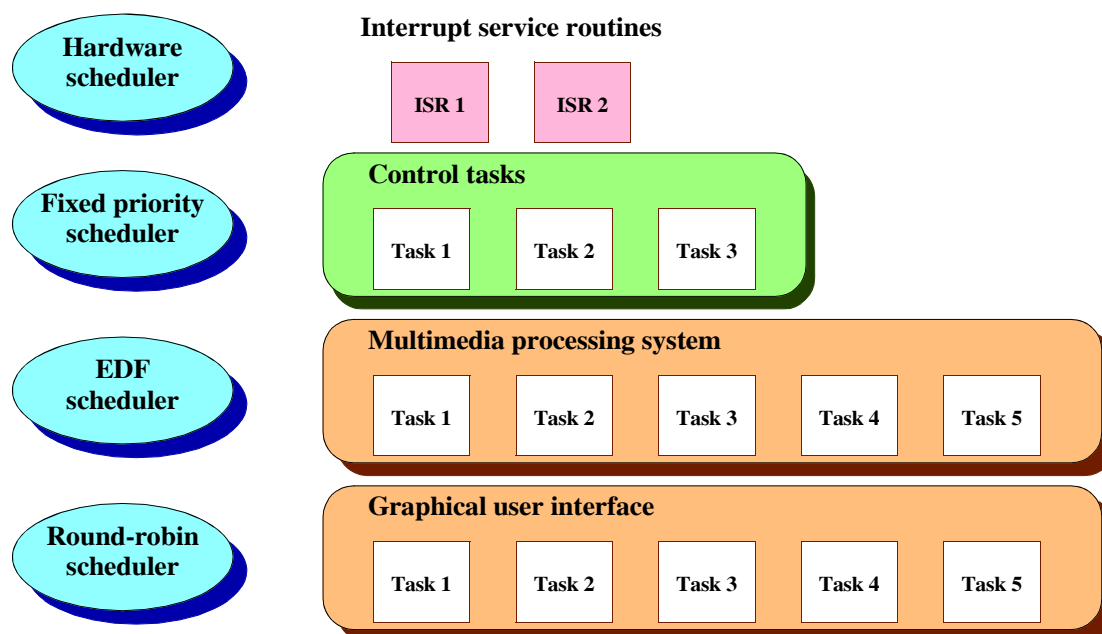 Hardware
scheduler
Interrupt service routines
ISR 1
ISR 2
Fixed priority
scheduler
Control tasks
Task 1
Task 2
Task 3
EDF
scheduler
Multimedia processing system
Task 1
Task 2
Task 3
Task 4
Task 5
Round-robin
scheduler
Graphical user interface
Task 1
Task 2
Task 3
Task 4
Task 5